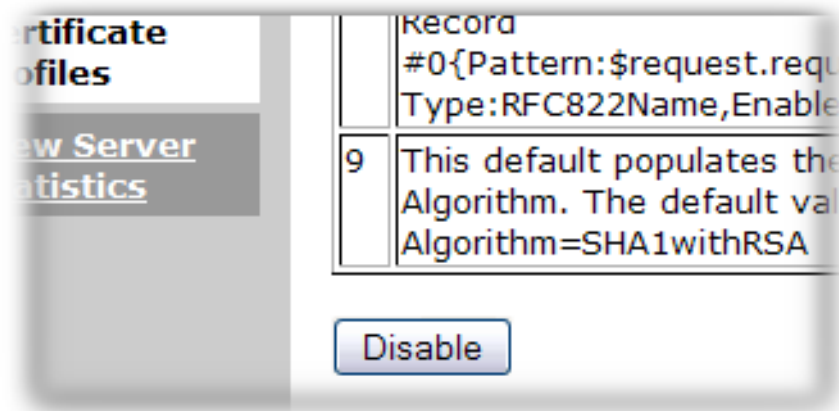 rtificate
ofiles
ew Server
atistics
Record
#0{Pattern:$request.requ
Type:RFC822Name,Enable
9
This default populates the
Algorithm. The default val
Algorithm=SHA1withRSA
Disable